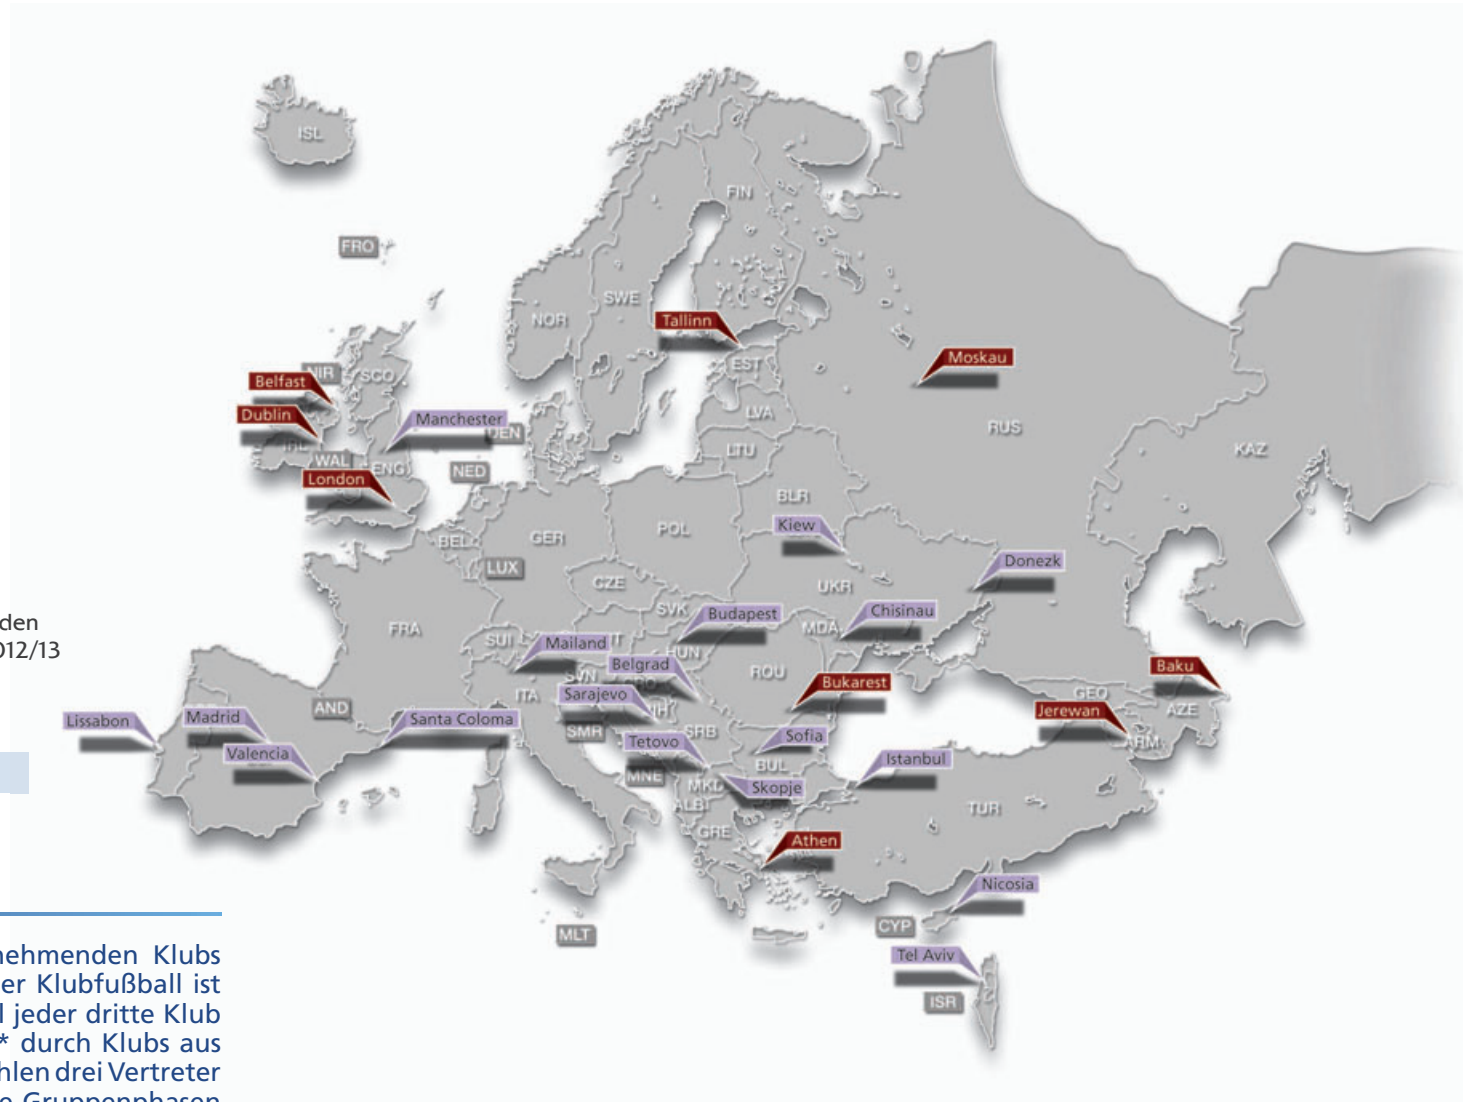 ISL
FIN
FRO
SWE
NOR
Tallinn
Moskau
EST
NIR
SCO
Belfast
LVA
Dublin
Manchester
DEN
RUS
IRL
LTU
KAZ
WAL
ENG
NED
London
BLR
Kiew
POL
GER
BEL
LUX
Donezk
CZE
UKR
SVK
Budapest
Chisinau
den
012/13
FRA
MDA
SUI
Mailand
HUN
Belgrad
ROU
Baku
SVN
CRO
Bukarest
Sarajevo
ITA
GEO
AND
Jerewan
AZE
Lissabon
Madrid
Santa Coloma
BIH
SMR
SRB
Sofia
ARM
Tetovo
Valencia
BUL
Istanbul
MNE
MKD
Skopje
ALB
TUR
GRE
Athen
Nicosia
CYP
MLT
Tel Aviv
ISR
nehmenden Klubs
er Klubfußball ist
l jeder dritte Klub
* durch Klubs aus
hlen drei Vertreter
e Gruppenphasen